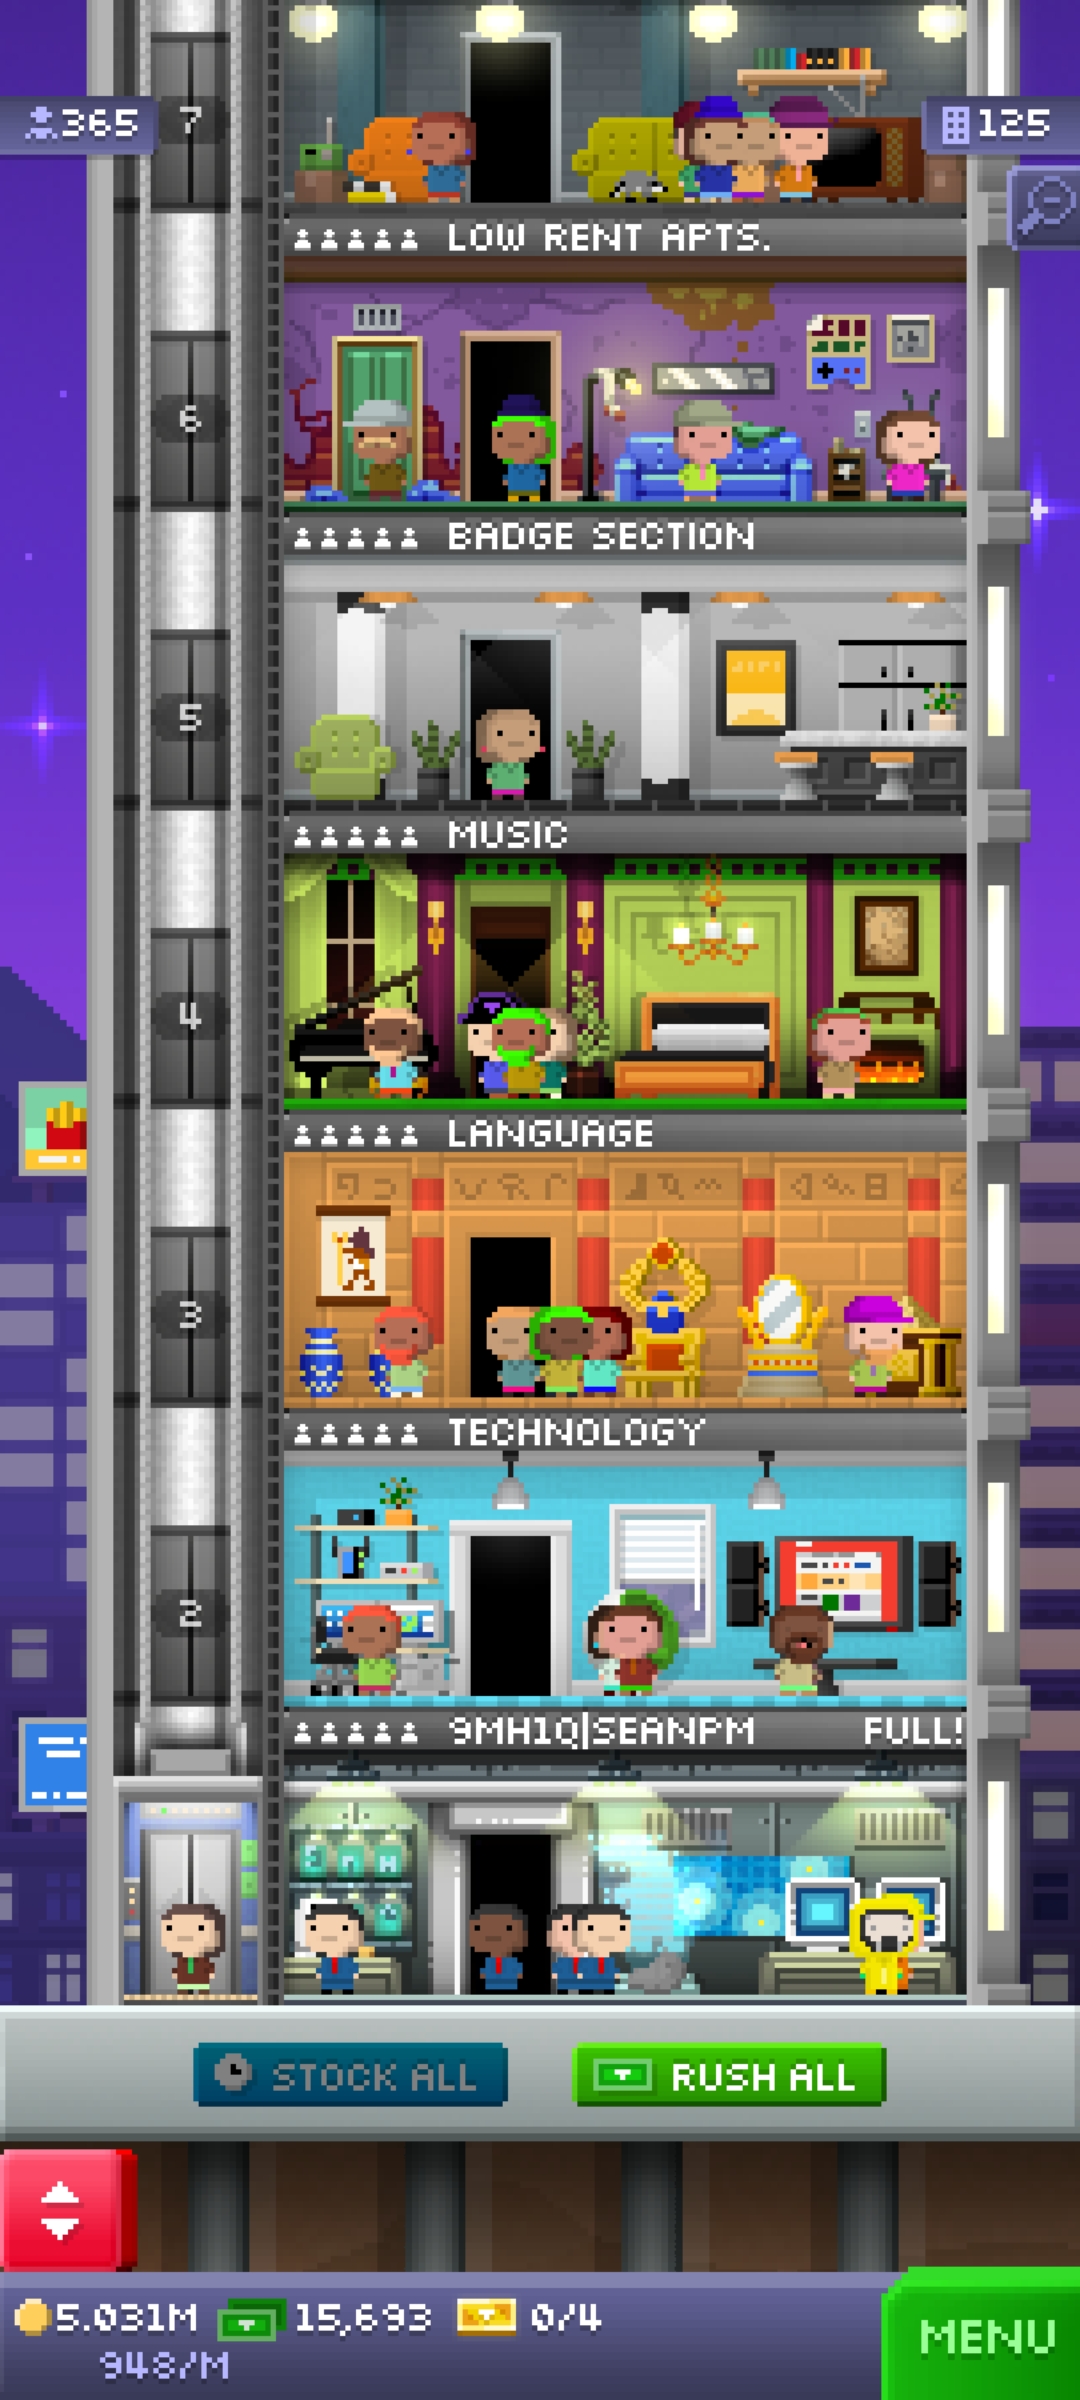 365
7
125
LOW RENT APTS.
6
BADGE SECTION
5
MUSIC
4
LANGUAGE
3
TECHNOLOGY
2
9MH1Q|SEANPM FULL!
STOCK ALL
RUSH ALL
5.031M 15,693 0/4
948/M
MENU